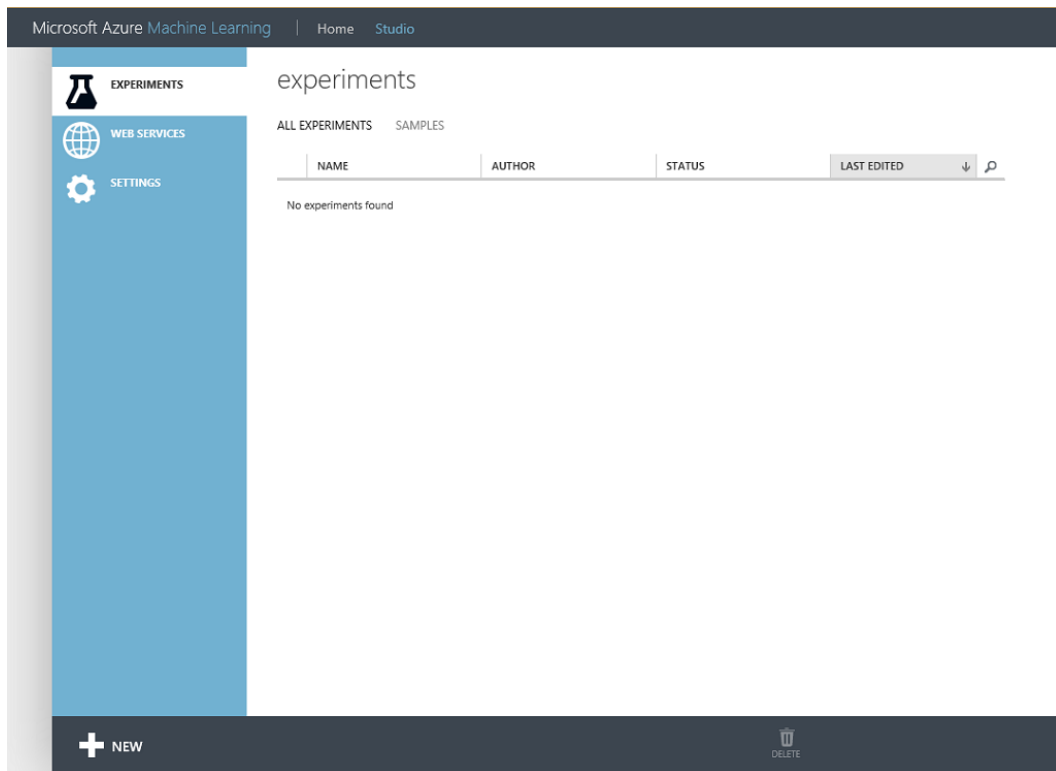 Microsoft Azure Machine Learning | Home Studio
EXPERIMENTS
WEB SERVICES
SETTINGS
experiments
ALL EXPERIMENTS SAMPLES
NAME AUTHOR STATUS LAST EDITED
No experiments found
NEW
DELETE